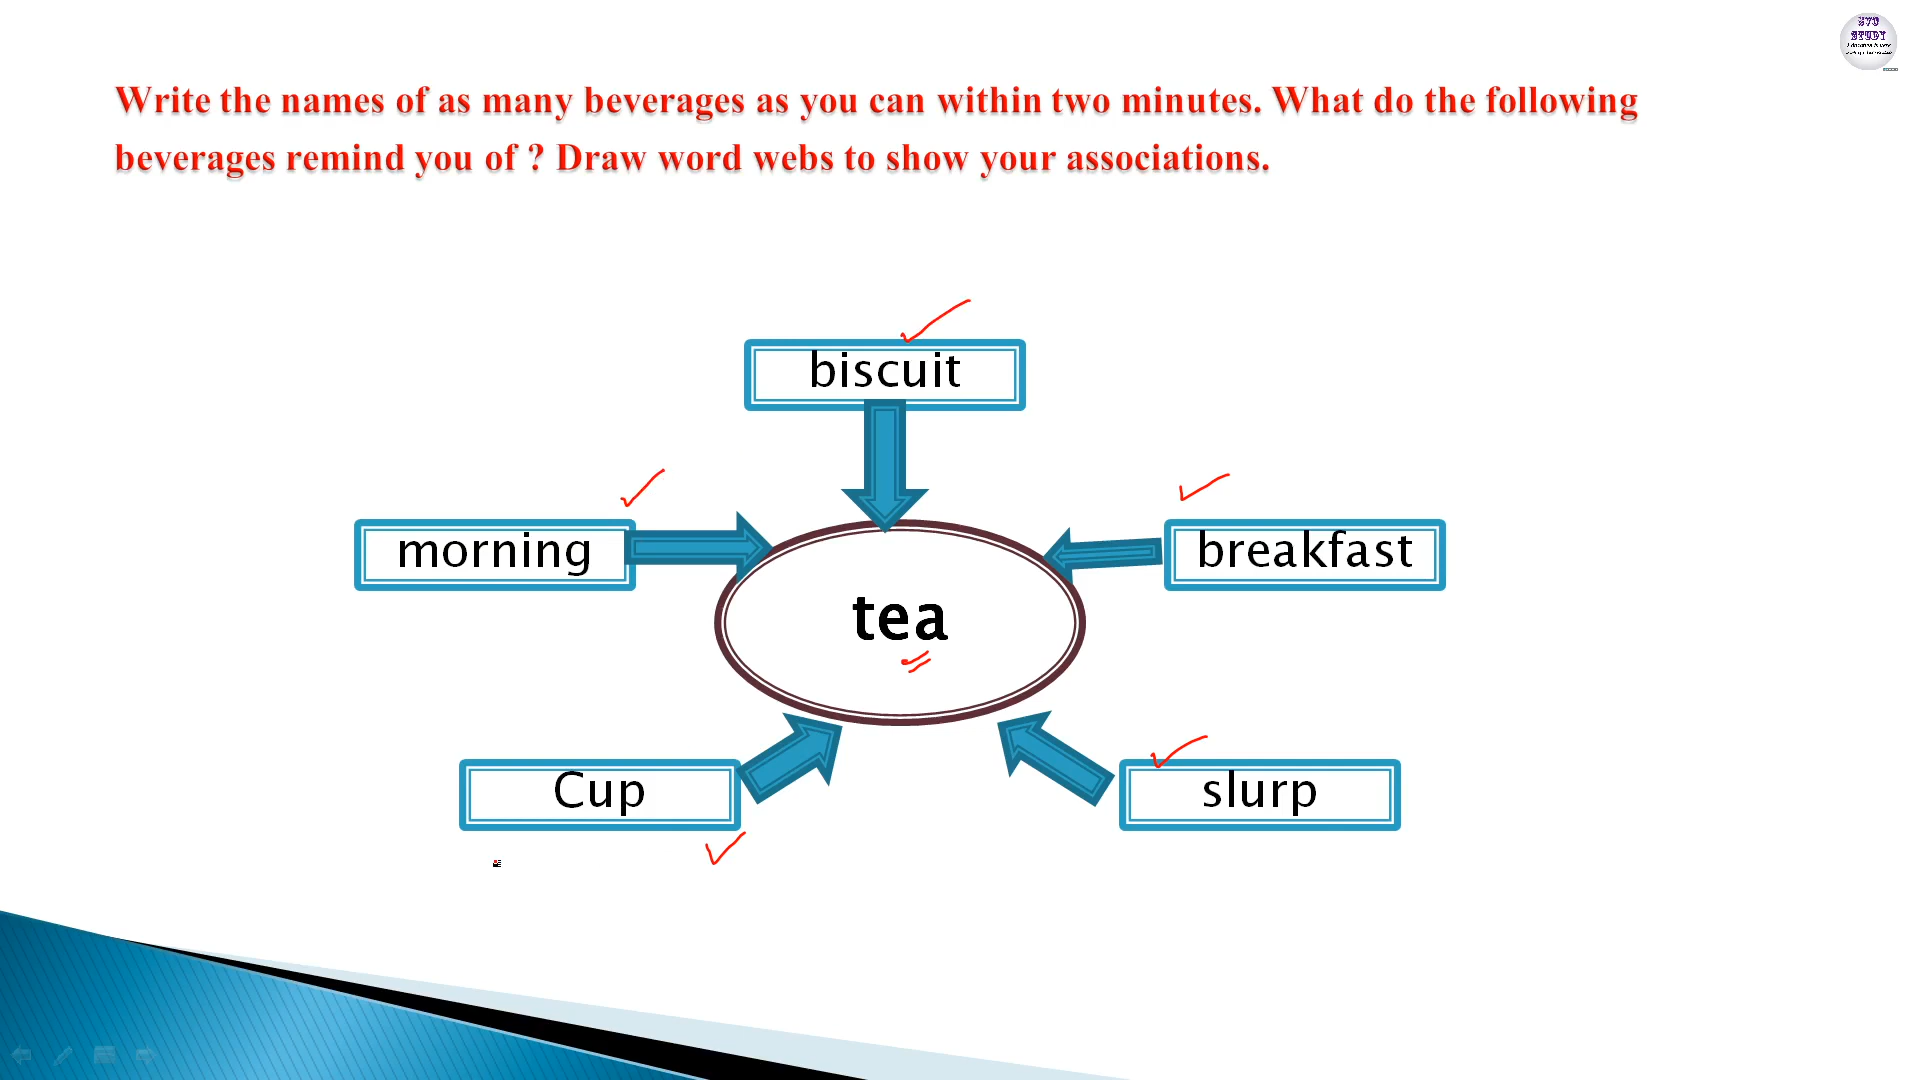 STUDY
Write the names of as many beverages as you can within two minutes. What do the following
beverages remind you of ? Draw word webs to show your associations.
biscuit
morning
breakfast
tea
Cup
slurp